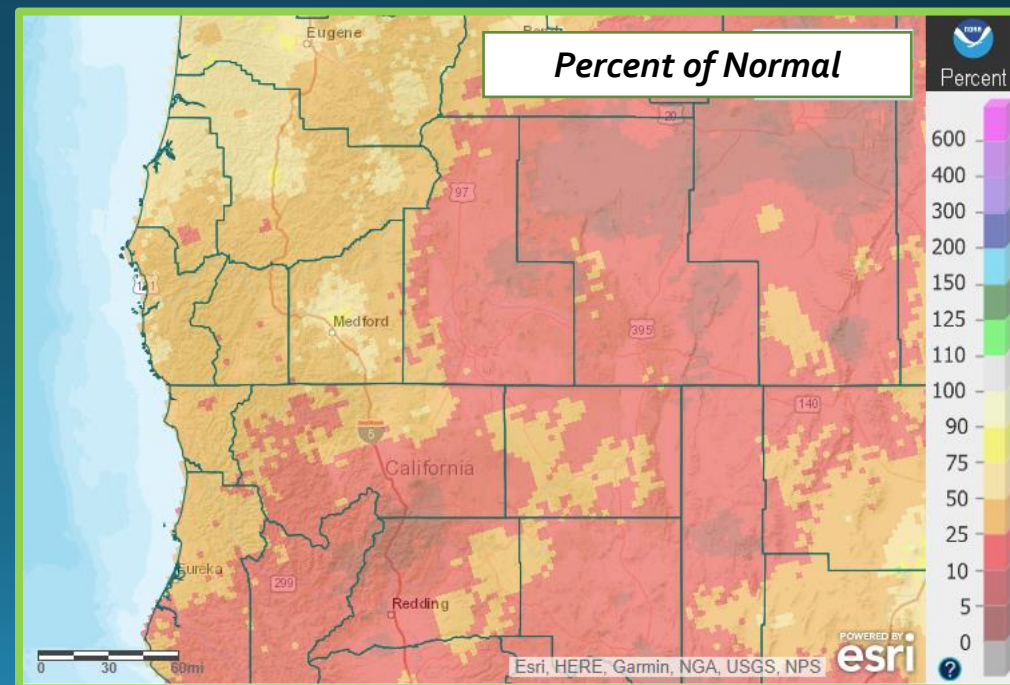 Percent of Normal
Percent
600
400
300
200
150
125
110
100
90
75
50
25
10
5
0
Eugene
20
97
Medford
395
140
5
California
Eureka
299
Redding
0 30 60mi
Esri, HERE, Garmin, NGA, USGS, NPS
POWERED BY
esri
?